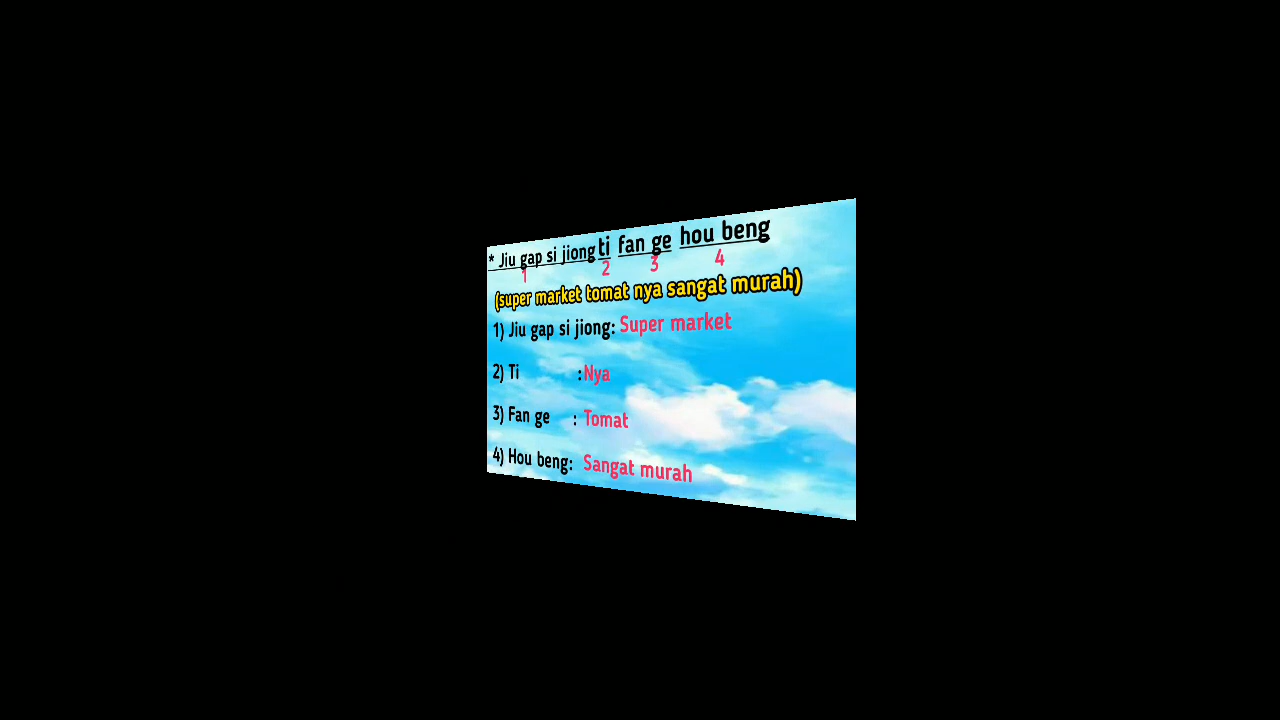 * Jiu gap si jiong ti fan ge hou beng
1 2 3 4
(super market tomat nya sangat murah)
1) Jiu gap si jiong: Super market
2) Ti : Nya
3) Fan ge : Tomat
4) Hou beng: Sangat murah